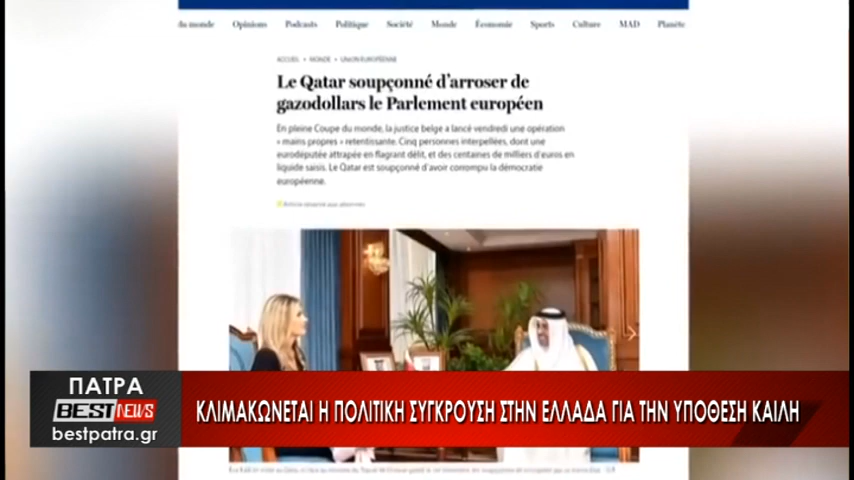 du monde Opinions Podcasts Politique Société Monde Économie Sports Culture MAD Planète
ACCUEIL • MONDE • UNION EUROPÉENNE
Le Qatar soupçonné d'arroser de
gazodollars le Parlement européen
En pleine Coupe du monde, la justice belge a lancé vendredi une opération
« mains propres » retentissante. Cinq personnes interpellées, dont une
eurodéputée attrapée en flagrant délit, et des centaines de milliers d'euros en
liquide saisis. Le Qatar est soupçonné d'avoir corrompu la démocratie
européenne.
Article réservé aux abonnés
ΠΑΤΡΑ
BEST NEWS
bestpatra.gr
ΚΛΙΜΑΚΩΝΕΤΑΙ Η ΠΟΛΙΤΙΚΗ ΣΥΓΚΡΟΥΣΗ ΣΤΗΝ ΕΛΛΑΔΑ ΓΙΑ ΤΗΝ ΥΠΟΘΕΣΗ ΚΑΙΛΗ